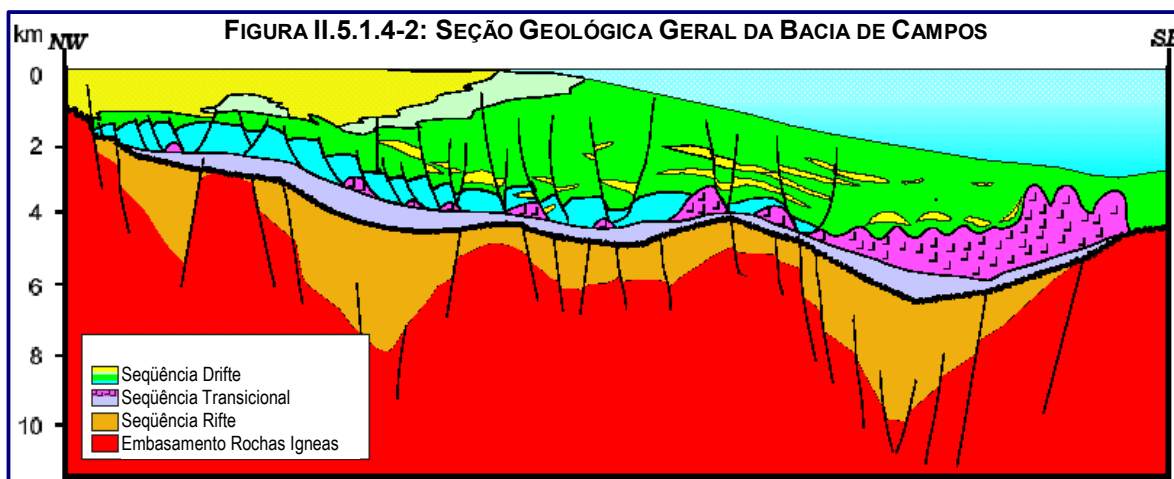 FIGURA II.5.1.4-2: SEÇÃO GEOLÓGICA GERAL DA BACIA DE CAMPOS
km NW SE
0
2
4
6
8
10
Seqüência Drifte
Seqüência Transicional
Seqüência Rifte
Embasamento Rochas Igneas